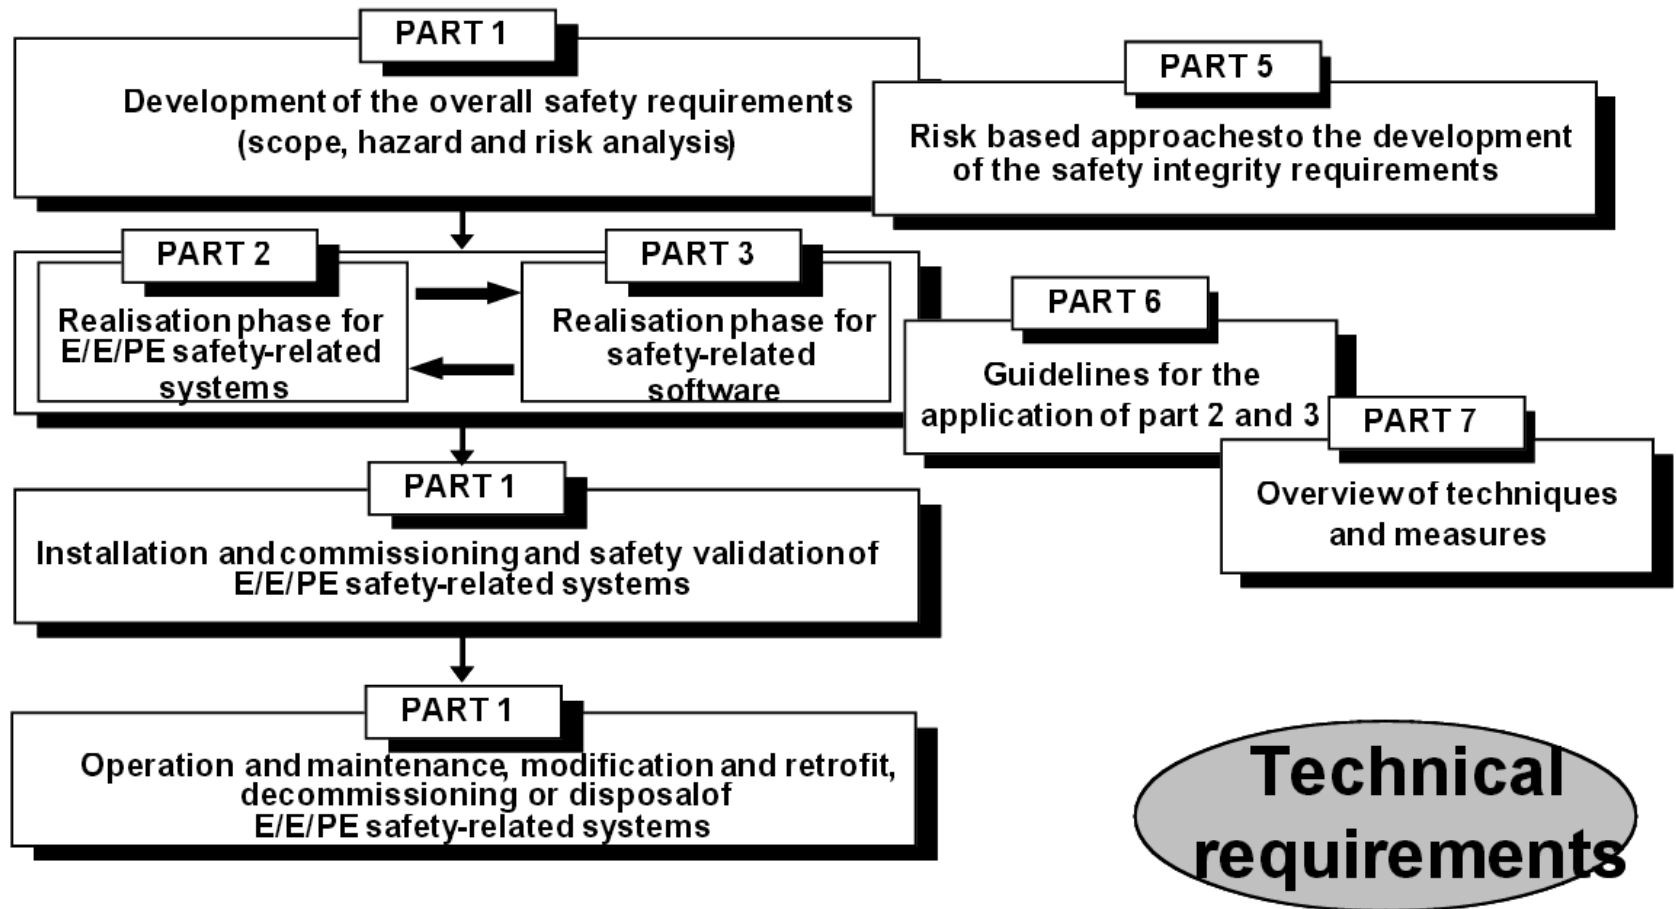 PART 1
Development of the overall safety requirements
(scope, hazard and risk analysis)
PART 5
Risk based approachesto the development
of the safety integrity requirements
PART 2
Realisation phase for
E/E/PE safety-related
systems
PART 3
Realisation phase for
safety-related
software
PART 6
Guidelines for the
application of part 2 and 3
PART 7
Overview of techniques
and measures
PART 1
Installation and commissioning and safety validation of
E/E/PE safety-related systems
PART 1
Operation and maintenance, modification and retrofit,
decommissioning or disposalof
E/E/PE safety-related systems
Technical
requirements